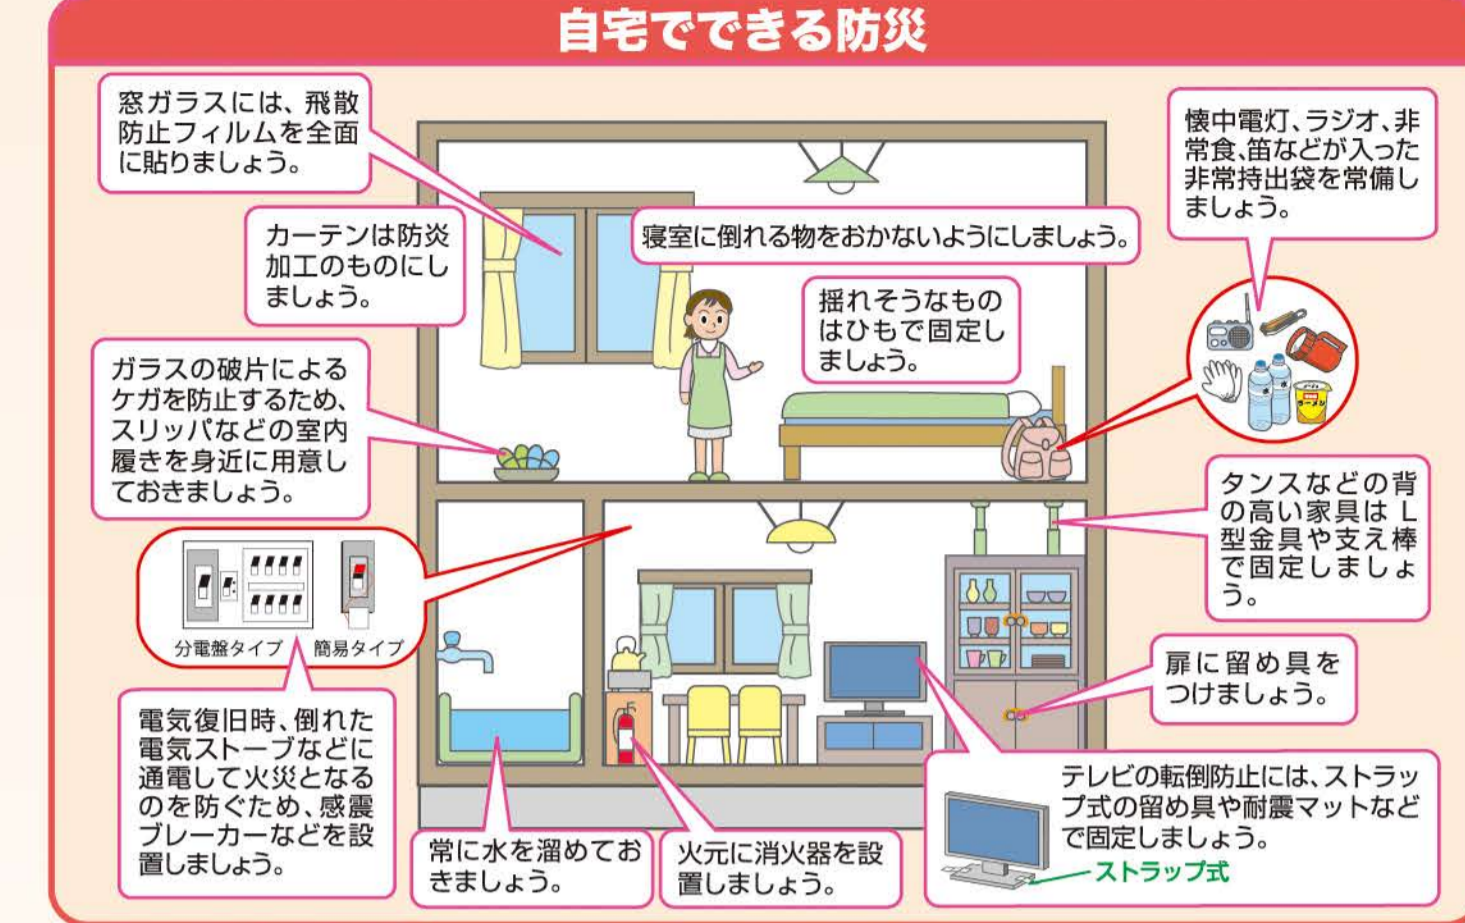 自宅でできる防災
窓ガラスには、飛散
防止フィルムを全面
に貼りましょう。
カーテンは防炎
加工のものにし
ましょう。
寝室に倒れる物をおかないようにしましょう。
揺れそうなもの
はひもで固定し
ましょう。
懐中電灯、ラジオ、非
常食、笛などが入った
非常持出袋を常備し
ましょう。
水
水
ラーメン
ガラスの破片による
ケガを防止するため、
スリッパなどの室内
履きを身近に用意し
ておきましょう。
タンスなどの背
の高い家具はL
型金具や支え棒
で固定しましょ
う。
分電盤タイプ 簡易タイプ
扉に留め具を
つけましょう。
電気復旧時、倒れた
電気ストーブなどに
通電して火災となる
のを防ぐため、感震
ブレーカーなどを設
置しましょう。
常に水を溜めてお
きましょう。
火元に消火器を設
置しましょう。
テレビの転倒防止には、ストラッ
プ式の留め具や耐震マットなど
で固定しましょう。
ストラップ式